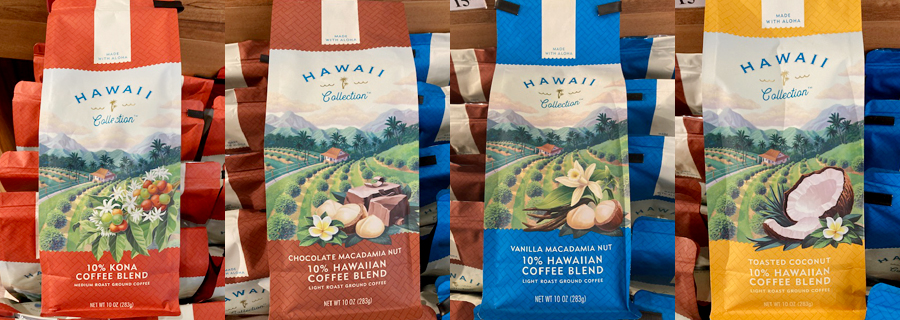 MADE
WITH ALOHA
HAWAII
Collection™
10% KONA
COFFEE BLEND
MEDIUM ROAST GROUND COFFEE
NET WT 10 OZ (283g)
MADE
WITH ALOHA
HAWAII
Collection™
CHOCOLATE MACADAMIA NUT
10% HAWAIIAN
COFFEE BLEND
LIGHT ROAST GROUND COFFEE
NET WT 10 OZ (283g)
MADE
WITH ALOHA
HAWAII
Collection™
VANILLA MACADAMIA NUT
10% HAWAIIAN
COFFEE BLEND
LIGHT ROAST GROUND COFFEE
NET WT 10 OZ (283g)
MADE
WITH ALOHA
HAWAII
Collection™
TOASTED COCONUT
10% HAWAIIAN
COFFEE BLEND
LIGHT ROAST GROUND COFFEE
NET WT 10 OZ (283g)